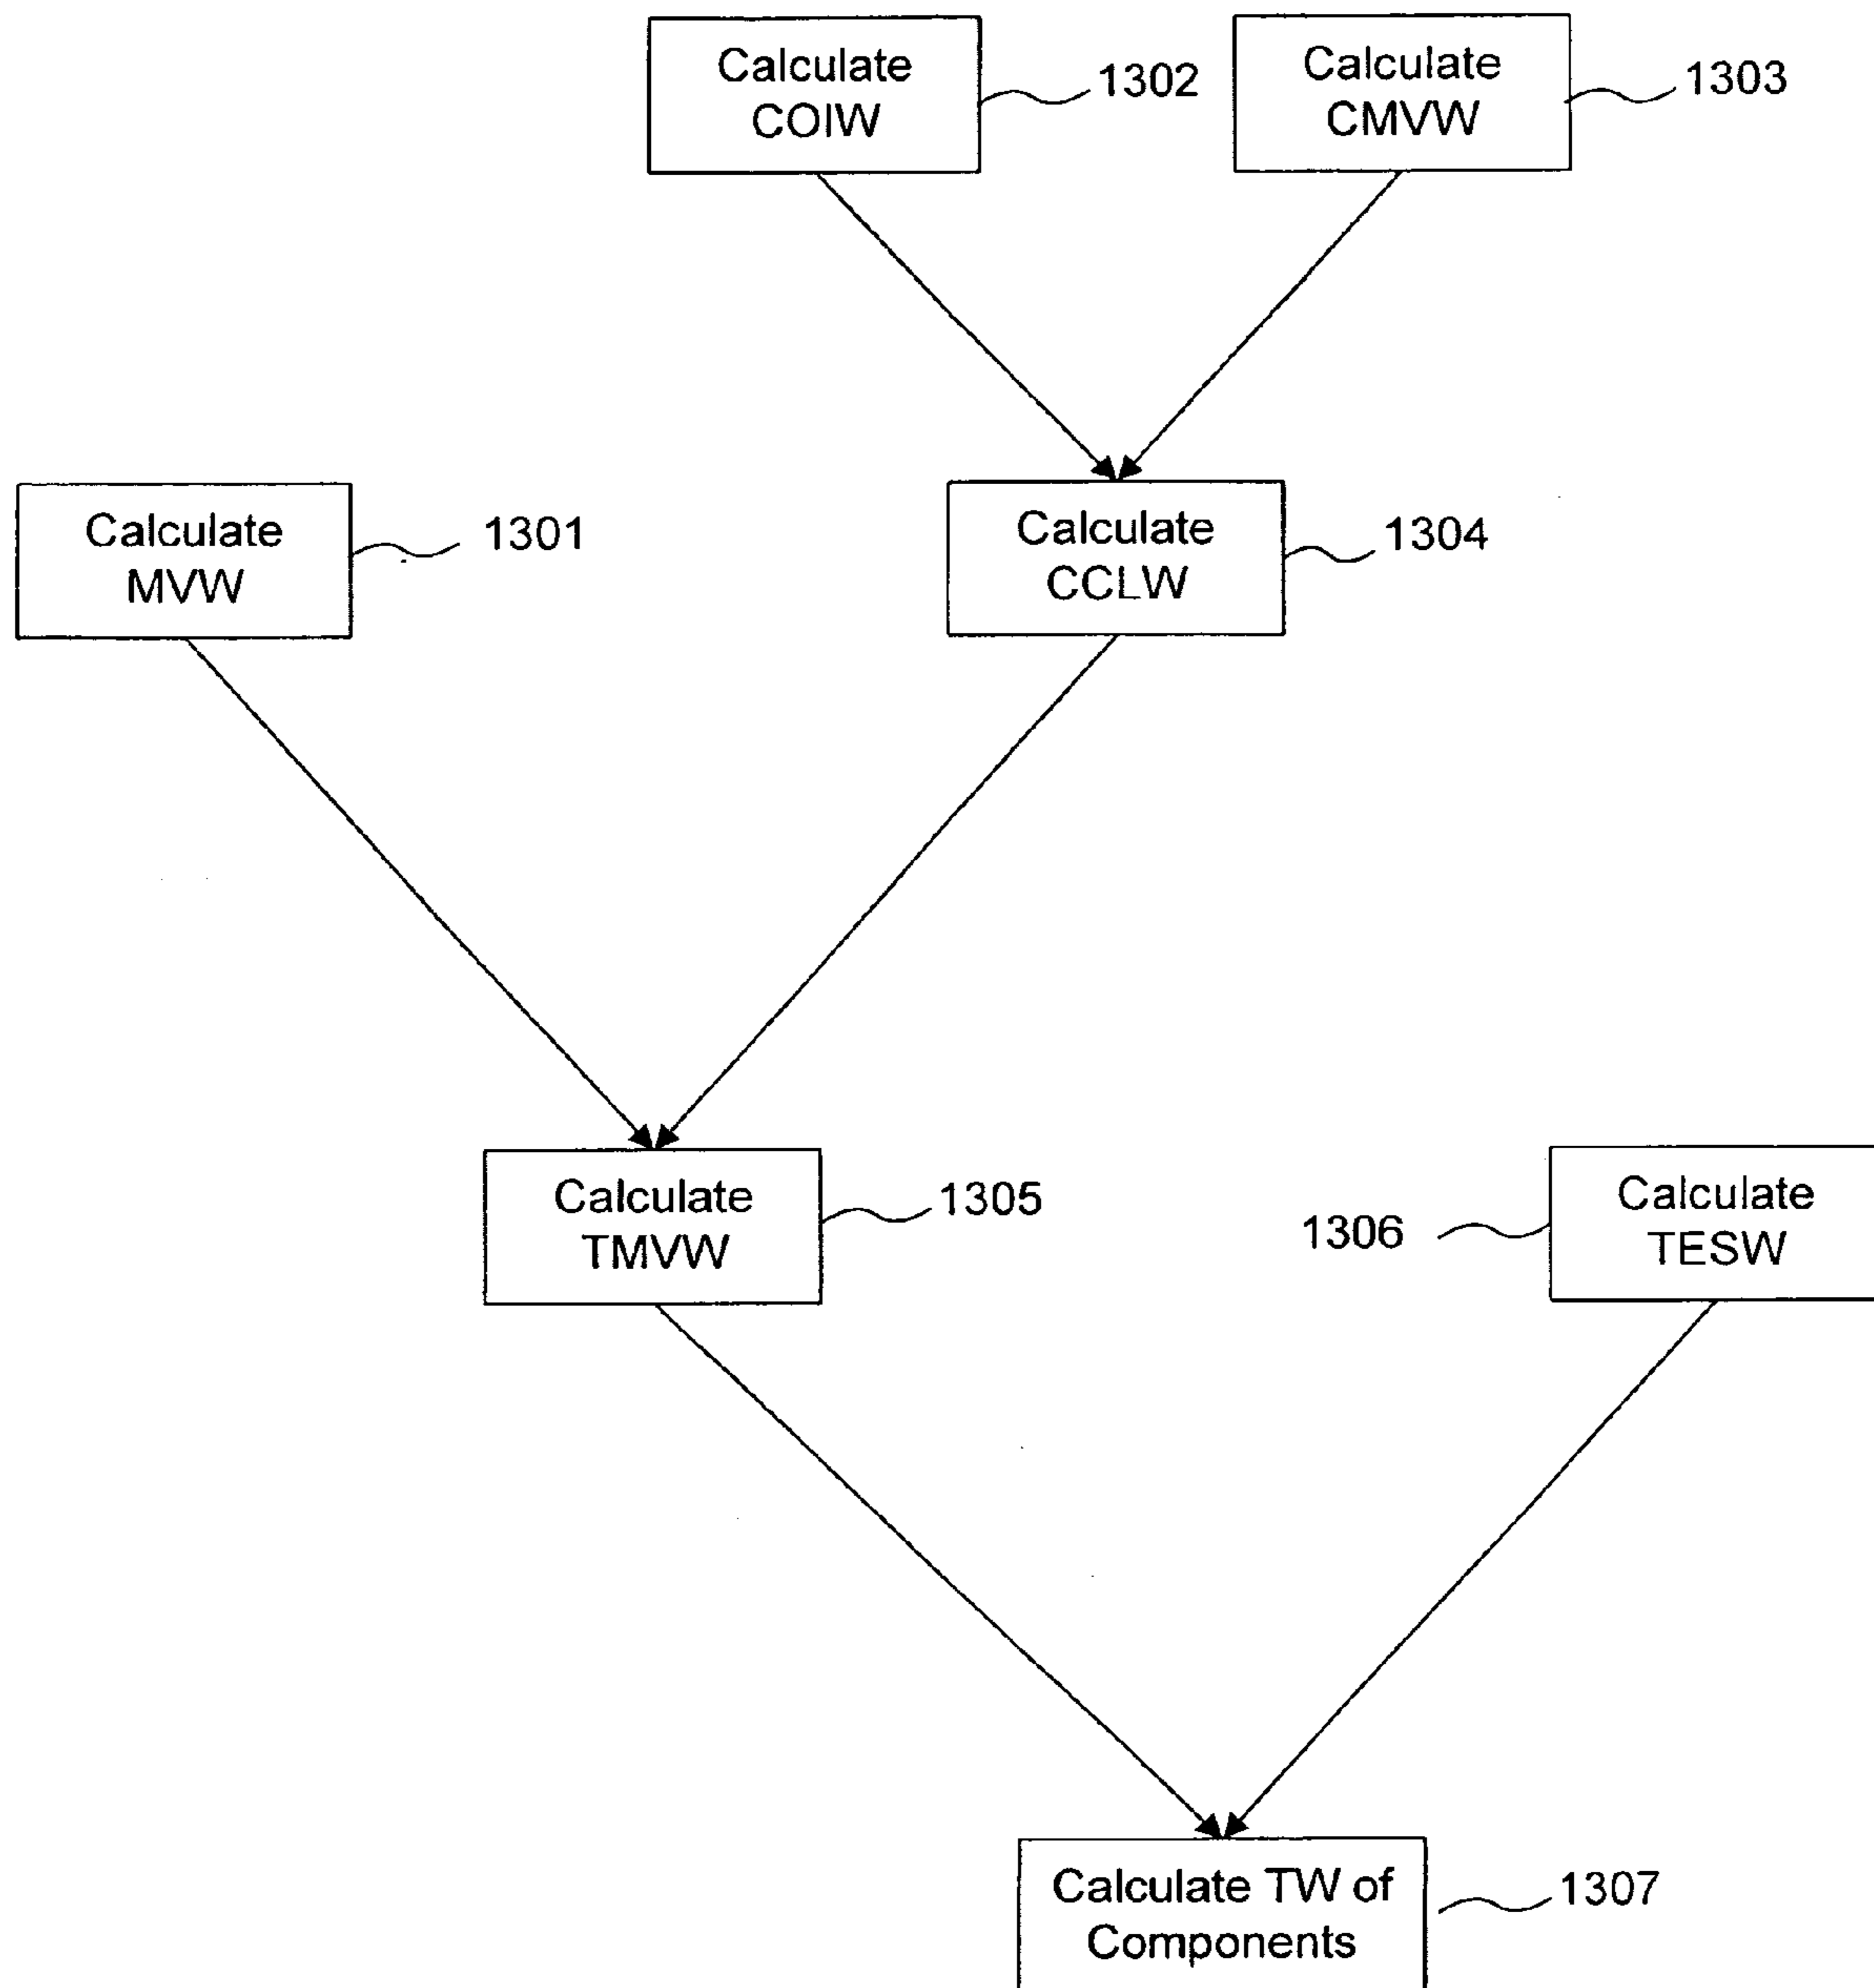 Calculate
COIW
1302
Calculate
CMVW
1303
Calculate
MVW
1301
Calculate
CCLW
1304
Calculate
TMVW
1305
1306
Calculate
TESW
Calculate TW of
Components
1307